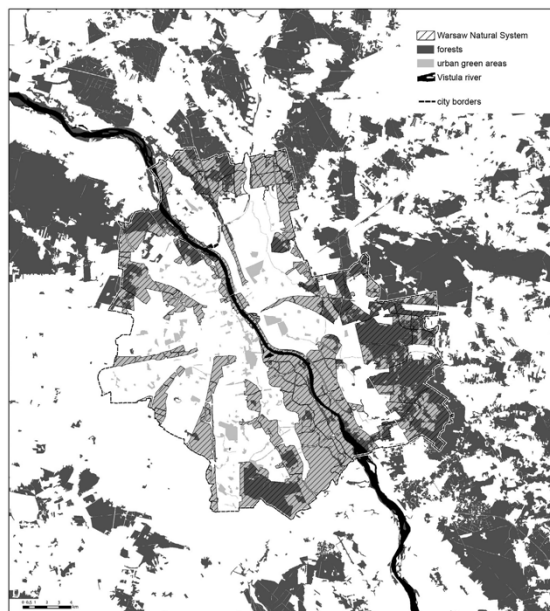 Warsaw Natural System
forests
urban green areas
Vistula river
city borders